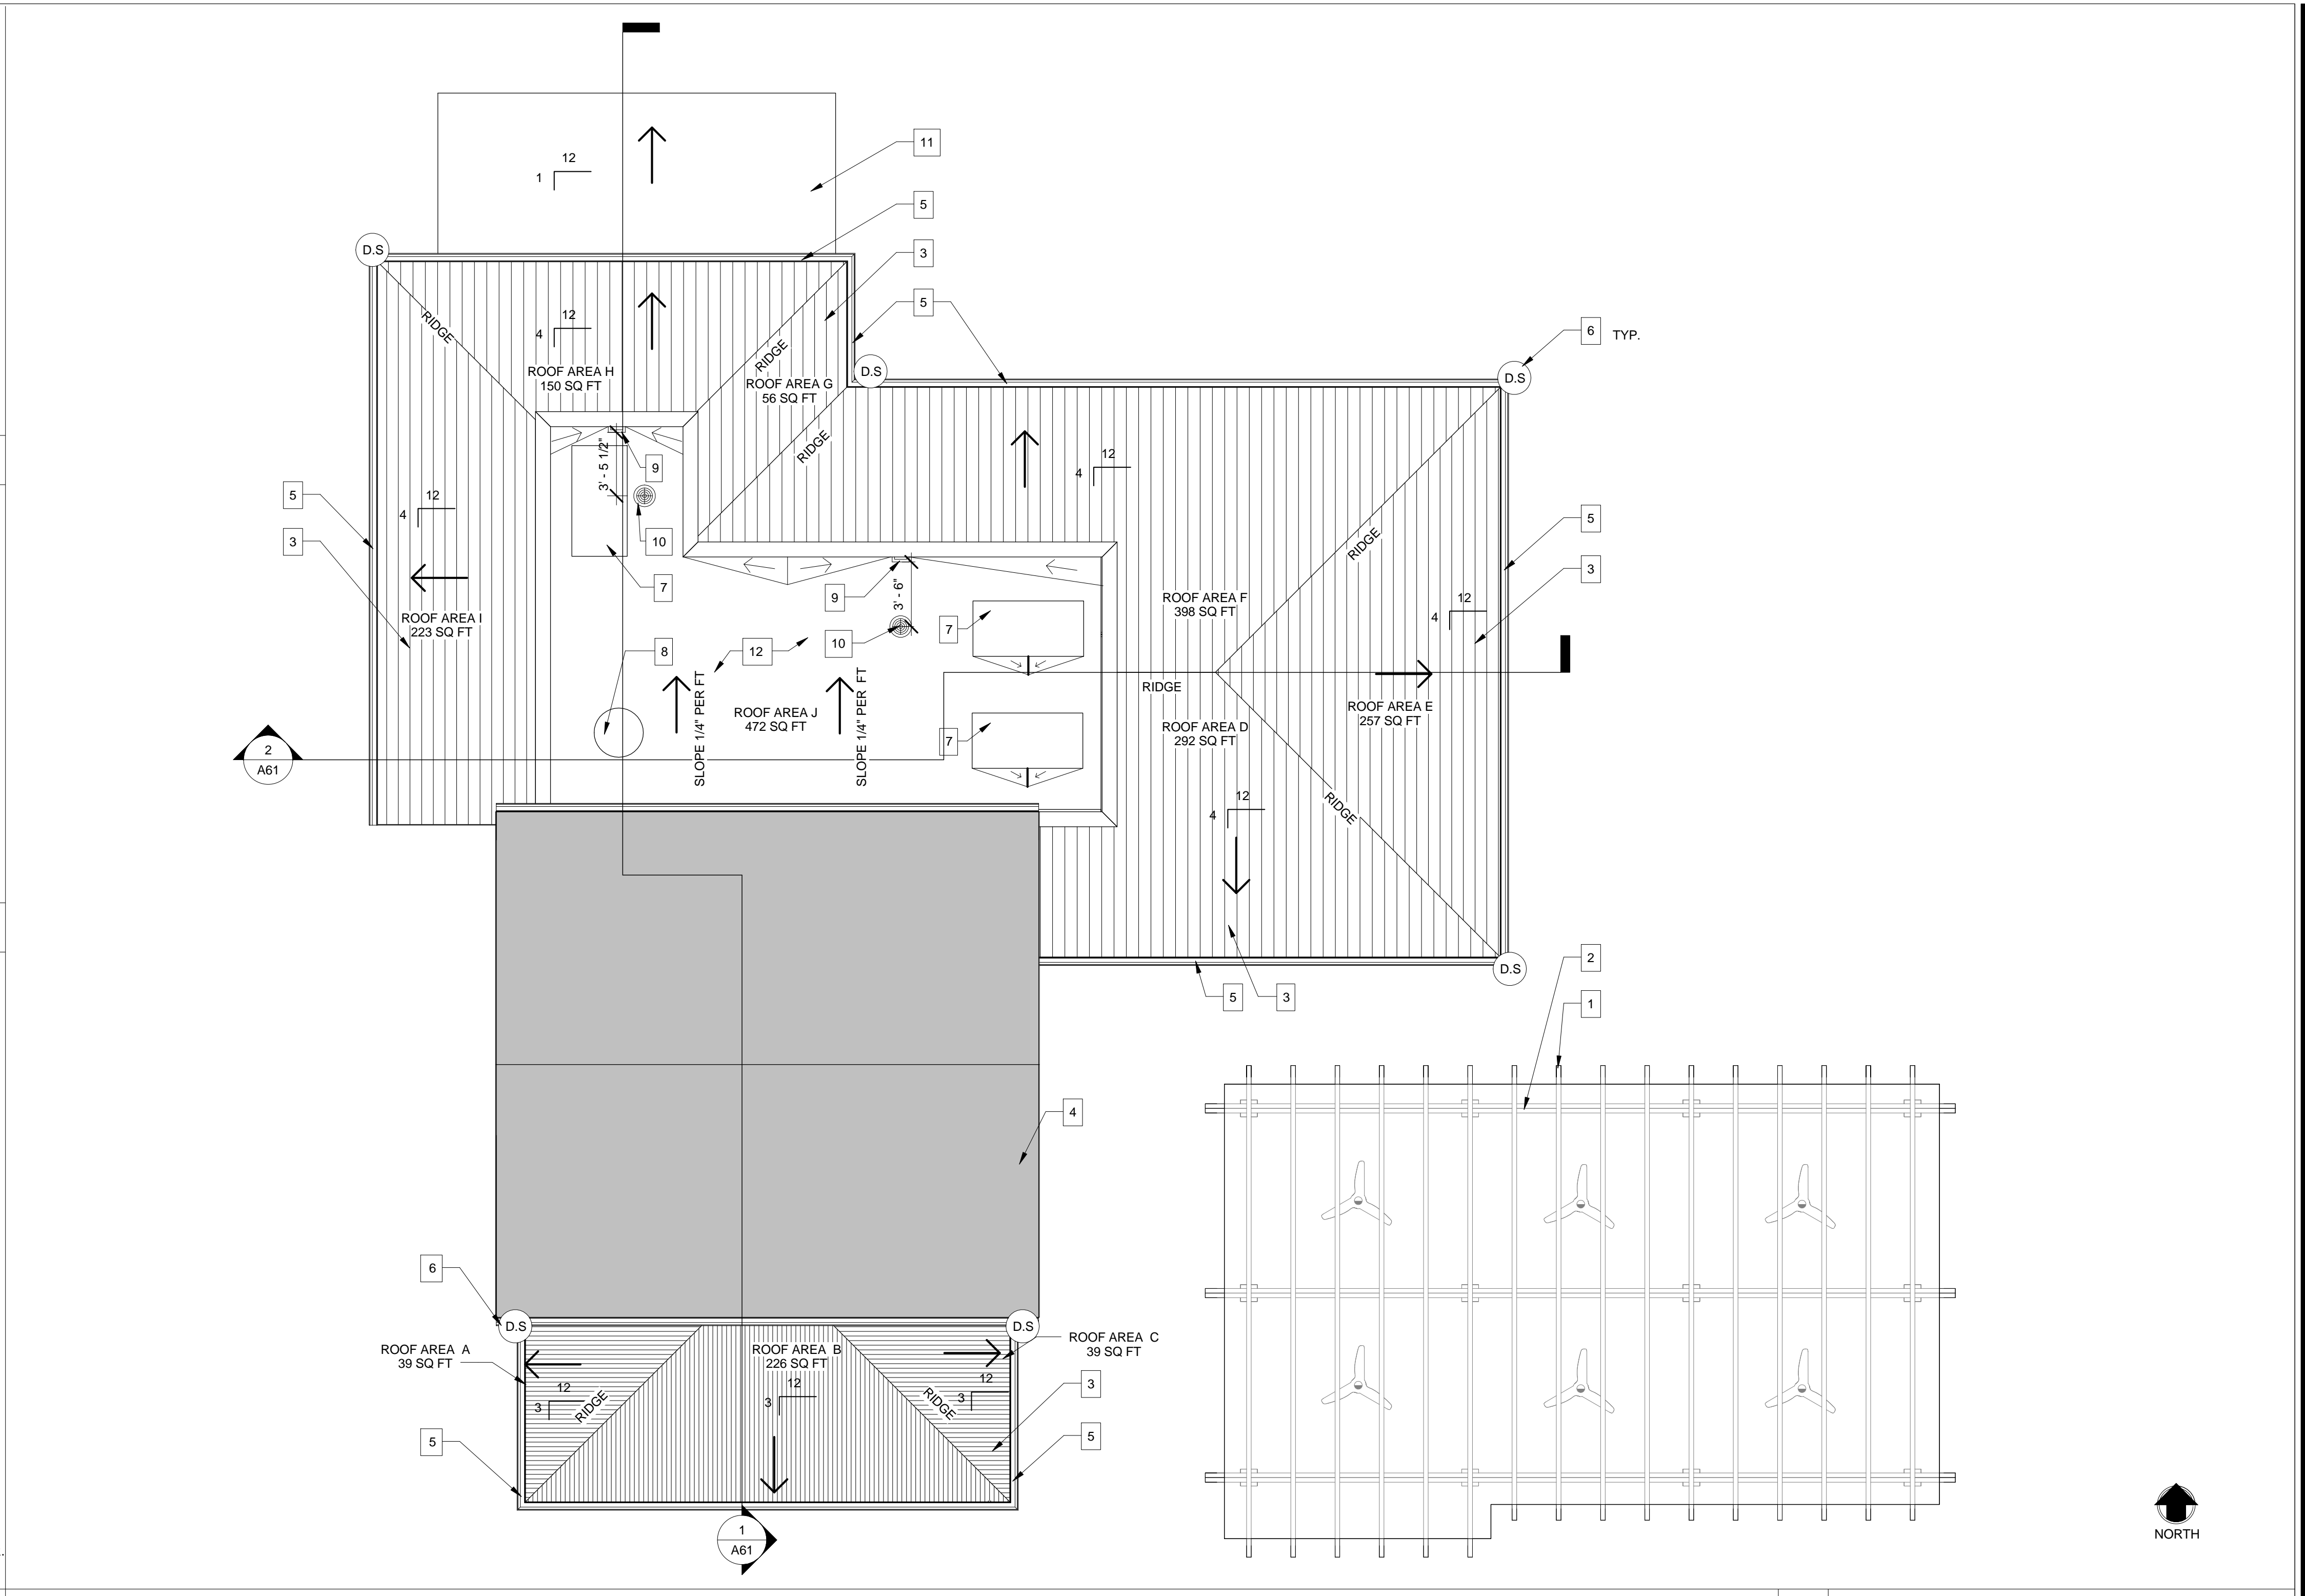 12
1
11
5
D.S
3
RIDGE
12
4
5
RIDGE
6 TYP.
ROOF AREA H
150 SQ FT
ROOF AREA G
56 SQ FT
D.S
D.S
RIDGE
3' - 5 1/2"
9
12
4
5
12
4
3
10
5
RIDGE
3
7
9
3' - 6"
ROOF AREA F
398 SQ FT
12
4
ROOF AREA I
223 SQ FT
10
7
8
12
SLOPE 1/4" PER FT
SLOPE 1/4" PER FT
RIDGE
ROOF AREA J
472 SQ FT
7
ROOF AREA D
292 SQ FT
ROOF AREA E
257 SQ FT
2
A61
12
4
RIDGE
D.S
5
3
2
1
4
6
D.S
D.S
ROOF AREA A
39 SQ FT
ROOF AREA B
226 SQ FT
ROOF AREA C
39 SQ FT
12
3
RIDGE
12
3
RIDGE
12
3
3
5
5
1
A61
NORTH